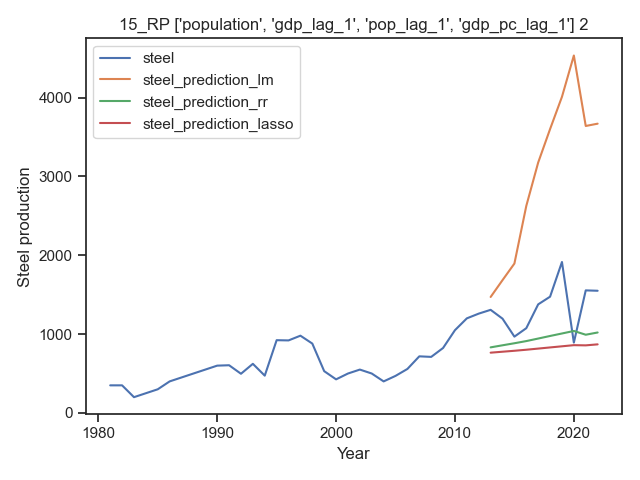 15_RP ['population', 'gdp_lag_1', 'pop_lag_1', 'gdp_pc_lag_1'] 2
steel
steel_prediction_lm
steel_prediction_rr
steel_prediction_lasso
4000
3000
2000
1000
0
Steel production
1980
1990
2000
2010
2020
Year